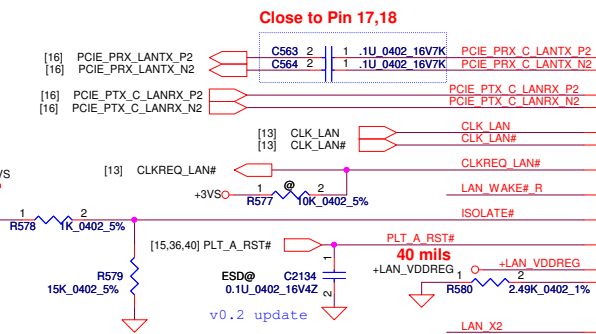 Close to Pin 17,18
[16] PCIE_PRX_LANTX_P2 C563 2 1 .1U_0402_16V7K PCIE_PRX_C_LANTX_P2
[16] PCIE_PRX_LANTX_N2 C564 2 1 .1U_0402_16V7K PCIE_PRX_C_LANTX_N2
[16] PCIE_PTX_C_LANRX_P2 PCIE_PTX_C_LANRX_P2
[16] PCIE_PTX_C_LANRX_N2 PCIE_PTX_C_LANRX_N2
[13] CLK_LAN CLK_LAN
[13] CLK_LAN# CLK_LAN#
[13] CLKREQ_LAN# CLKREQ_LAN#
VS
@
+3VS 1 2 LAN_WAKE#_R
R577 10K_0402_5%
1 2 ISOLATE#
R578 1K_0402_5%
[15,36,40] PLT_A_RST# PLT_A_RST#
40 mils
1 +LAN_VDDREG +LAN_VDDREG
R579 ESD@ C2134 1 2
15K_0402_5% 0.1U_0402_16V4Z R580 2.49K_0402_1%
2
v0.2 update
LAN_X2